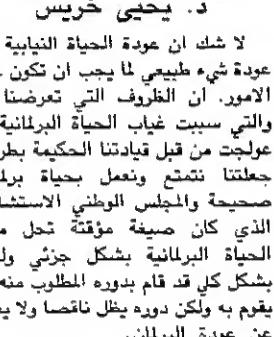 د. يحيى خريس
لا شك ان عودة الحياة النيابية
عودة شيء طبيعي لما يجب ان تكون
الامور. ان الظروف التي تعرضنا
والتي سببت غياب الحياة البرلمانية
عولجت من قبل قيادتنا الحكيمة بطر
جعلتنا نتمتع ونعمل بحياة برلم
صحيحة والمجلس الوطني الاستشا
الذي كان صيغة مؤقتة تحل م
الحياة البرلمانية بشكل جزئي ول
بشكل كلي قد قام بدوره المطلوب منه
يقوم به ولكن دوره يظل ناقصا ولا يغ
عن عودة البرلمان.